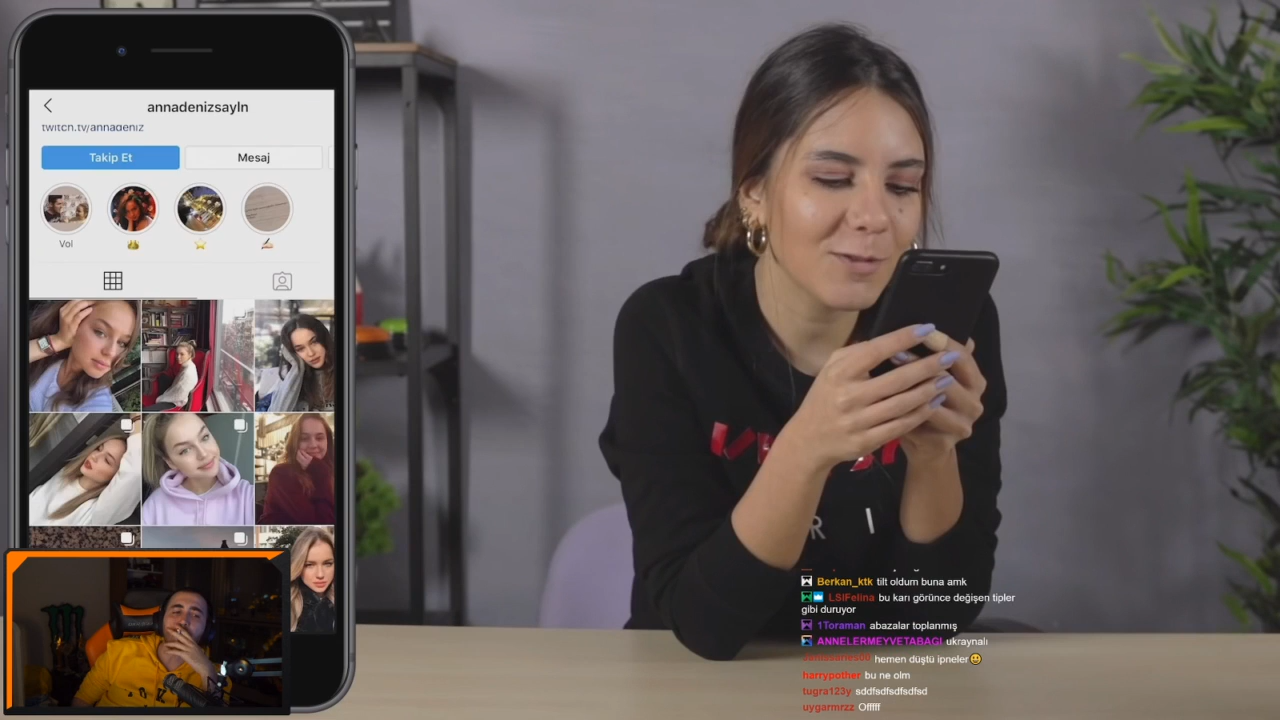 annadenizsayln
twitch.tv/annadeniz
Takip Et
Mesaj
Vol
R I
Berkan_ktk tilt oldum buna amk
LSIFelina bu karı görünce değişen tipler
gibi duruyor
1Toraman abazalar toplanmış
ANNELERMEYVETABAGI ukraynalı
hemen düştü ipneler
harrypother bu ne olm
tugra123y sddfsdfsdfsdfsd
uygarmrzz Offfff